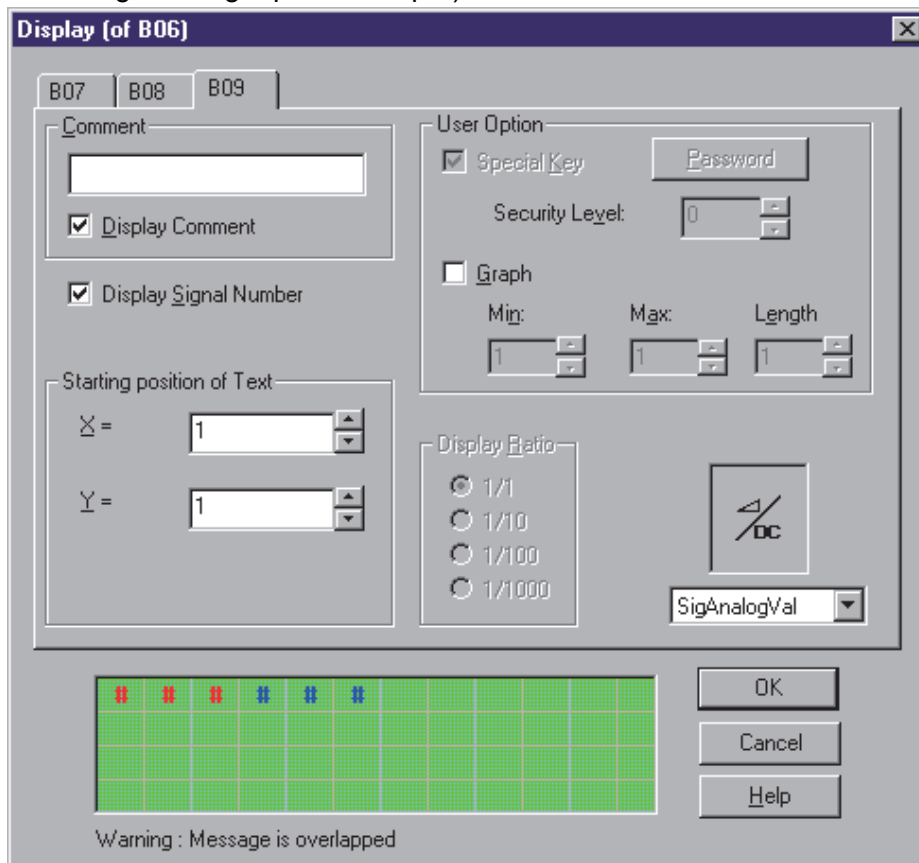 Display (of B06)
B07 B08 B09
Comment
Display Comment
Display Signal Number
Starting position of Text
X = 1
Y = 1
User Option
Special Key Password
Security Level: 0
Graph
Min: Max: Length
1 1 1
Display Ratio
1/1
1/10
1/100
1/1000
DC
SigAnalogVal
# # # # # #
Warning : Message is overlapped
OK
Cancel
Help